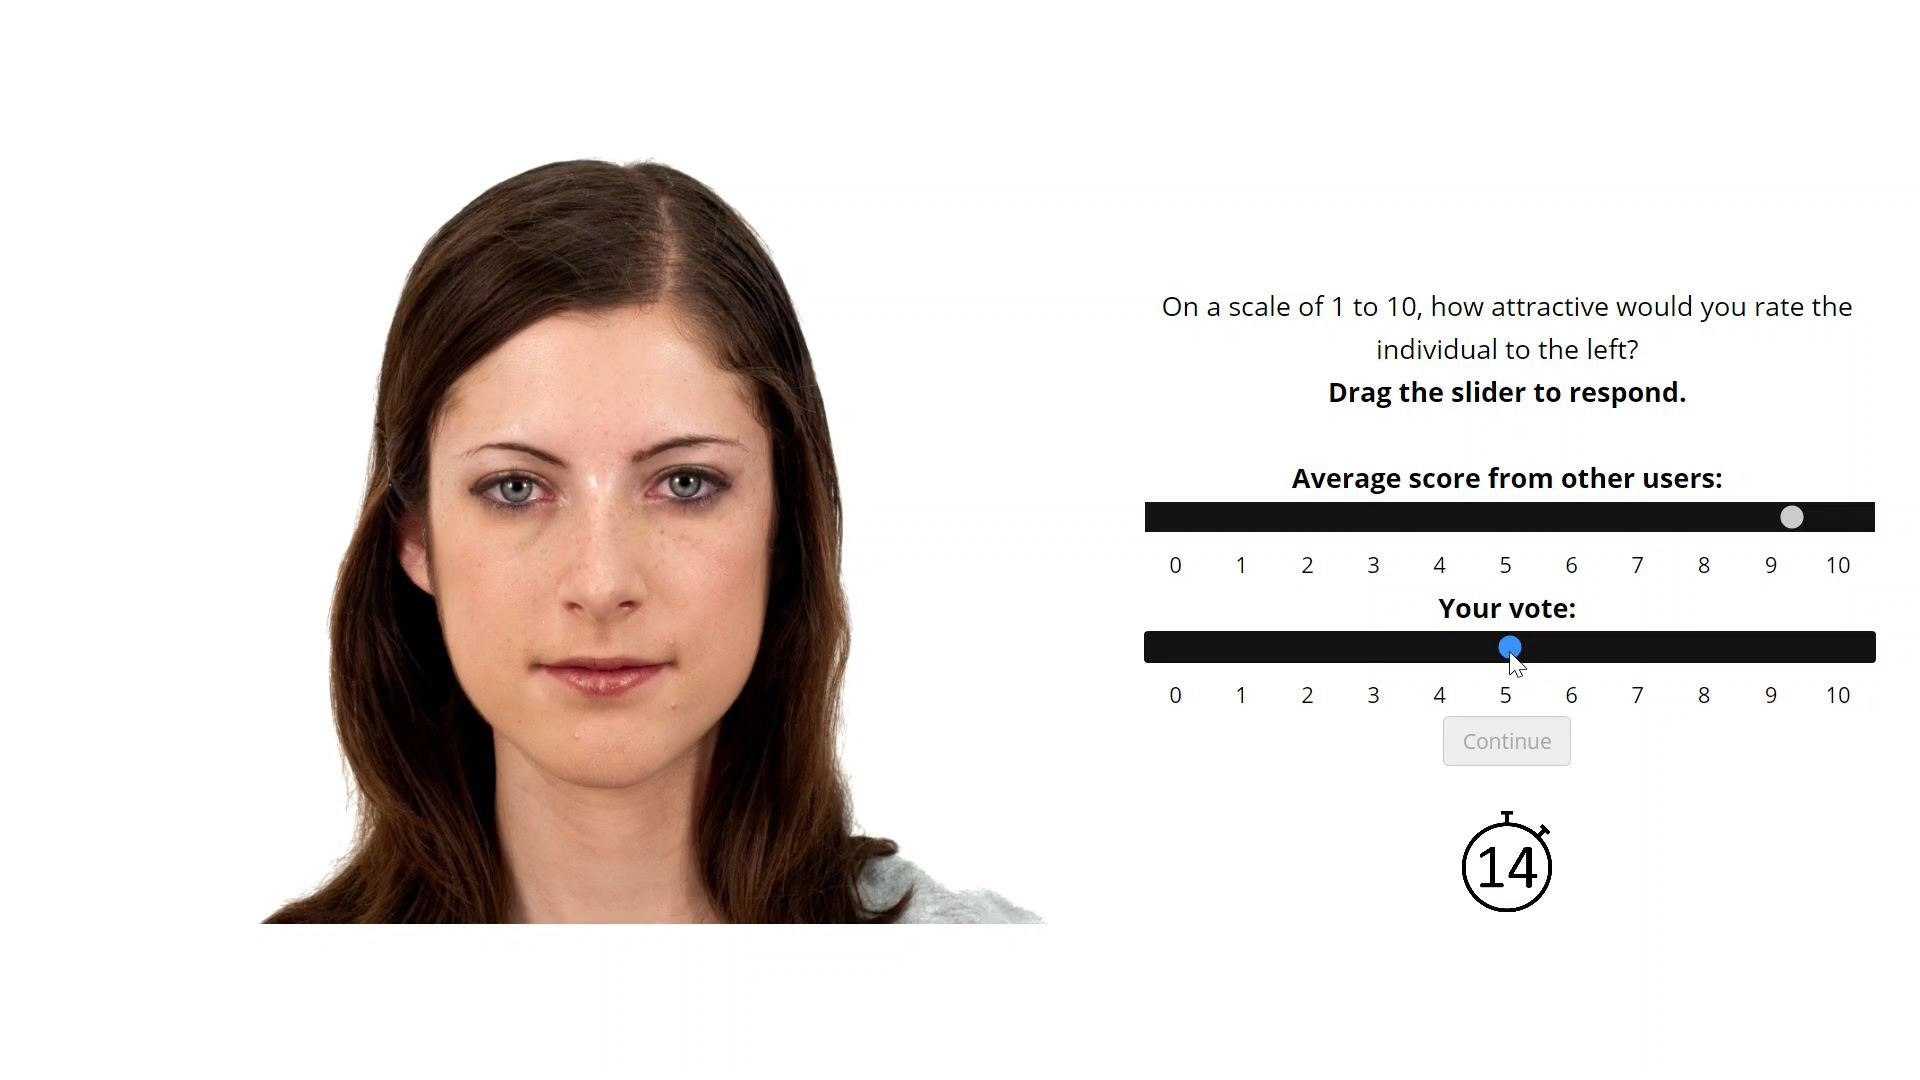 On a scale of 1 to 10, how attractive would you rate the
individual to the left?
Drag the slider to respond.
Average score from other users:
0 1 2 3 4 5 6 7 8 9 10
Your vote:
0 1 2 3 4 5 6 7 8 9 10
Continue
14